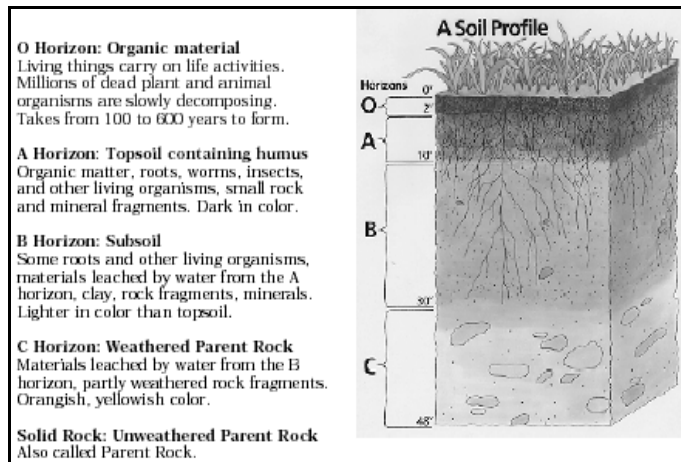 O Horizon: Organic material
Living things carry on life activities.
Millions of dead plant and animal
organisms are slowly decomposing.
Takes from 100 to 600 years to form.
A Horizon: Topsoil containing humus
Organic matter, roots, worms, insects,
and other living organisms, small rock
and mineral fragments. Dark in color.
B Horizon: Subsoil
Some roots and other living organisms,
materials leached by water from the A
horizon, clay, rock fragments, minerals.
Lighter in color than topsoil.
C Horizon: Weathered Parent Rock
Materials leached by water from the B
horizon, partly weathered rock fragments.
Orangish, yellowish color.
Solid Rock: Unweathered Parent Rock
Also called Parent Rock.
A Soil Profile
Horizons
0"
O
2"
A
10"
B
30"
C
48"